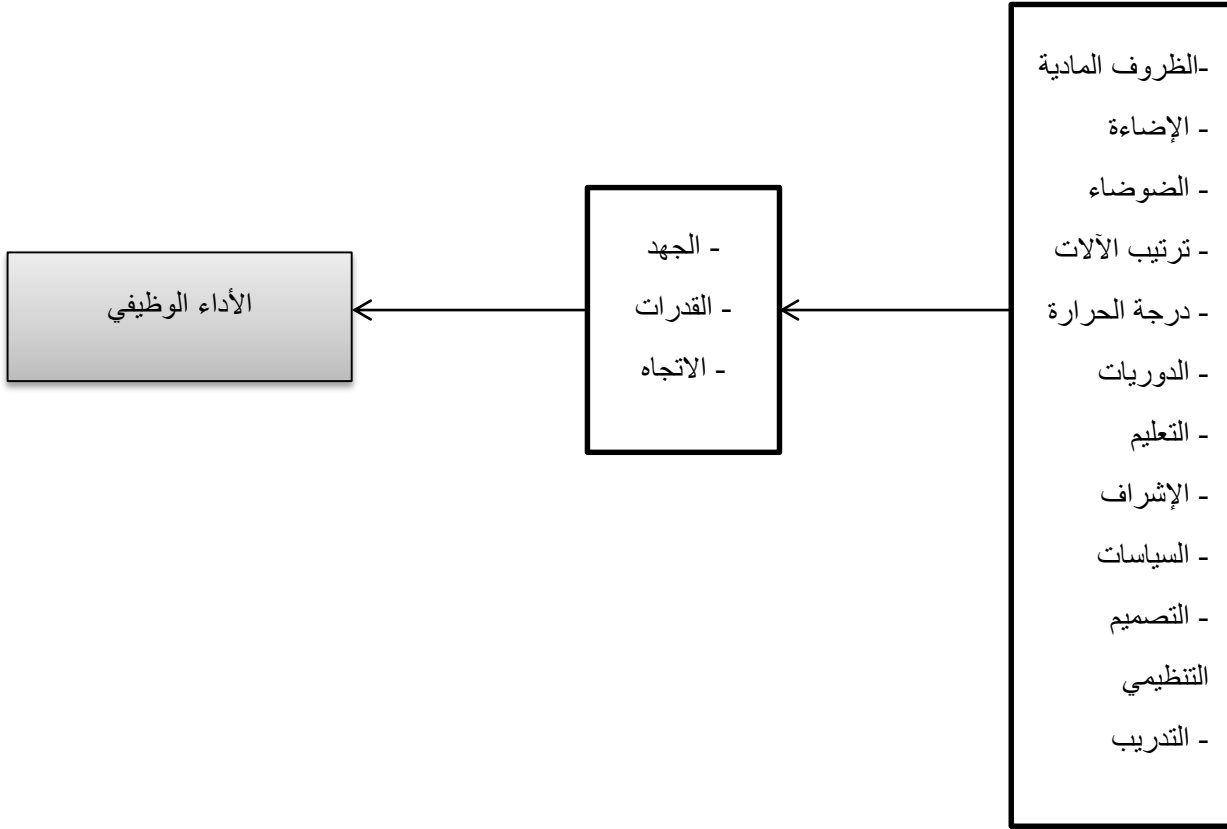 -الظروف المادية
- الإضاءة
- الضوضاء
- ترتيب الآلات
- درجة الحرارة
- الدوريات
- التعليم
- الإشراف
- السياسات
- التصميم
التنظيمي
- التدريب
- الجهد
- القدرات
- الاتجاه
الأداء الوظيفي